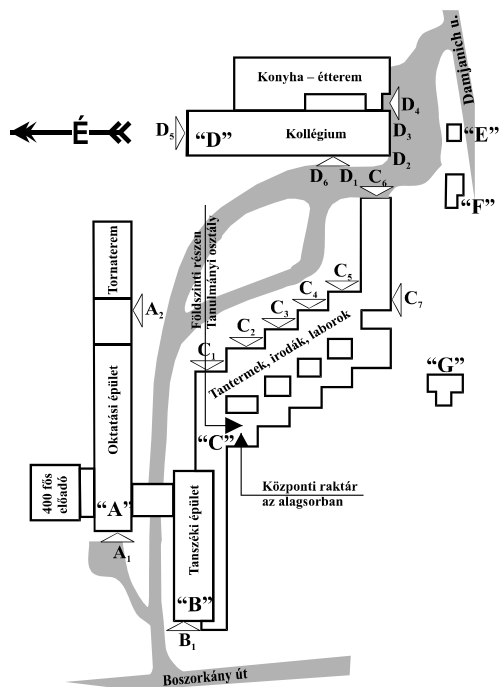 Damjanich u.
Konyha – étterem
D₄
É
D₅
“D”
Kollégium
D₃
“E”
D₂
D₆
D₁
C₆
“F”
Tornaterem
Földszinti részen
Tanulmányi osztály
A₂
C₅
C₄
C₃
C₂
C₁
C₇
Tantermek, irodák, laborok
“G”
Oktatási épület
“C”
400 fős
előadó
“A”
Központi raktár
az alagsorban
Tanszéki épület
A₁
“B”
B₁
Boszorkány út